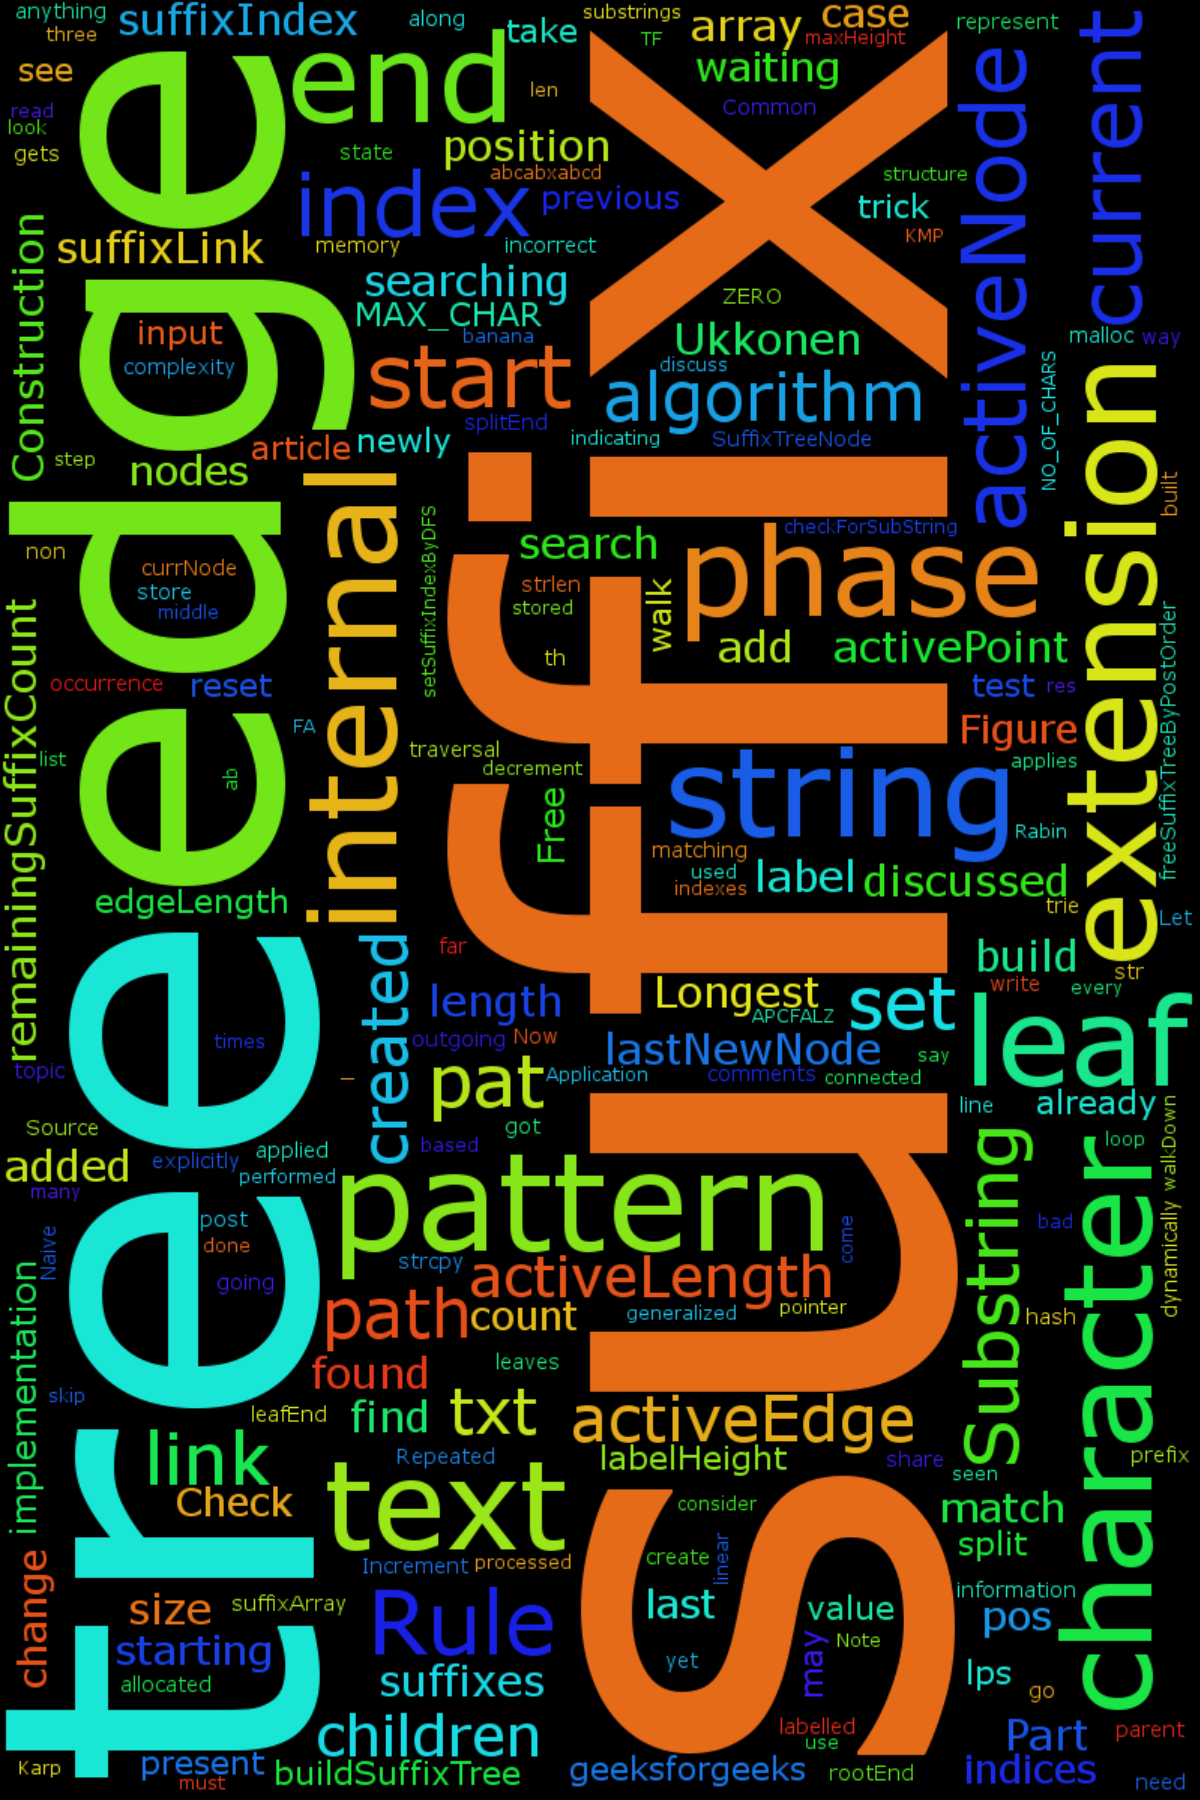 anything
three
suffixIndex
along
take
substrings
TF
array
case
maxHeight
represent
current
see
end
len
waiting
Common
activeNode
read
look
gets
edge
state
position
abcabxabcd
index
previous
structure
trick
KMP
suffixLink
memory
incorrect
Construction
searching
MAX_CHAR
ZERO
input
complexity
banana
Ukkonen
malloc
way
start
discuss
algorithm
NO_OF_CHARS
extension
article
newly
splitEnd
indicating
SuffixTreeNode
step
nodes
internal
suffix
built
non
setSuffixIndexByDFS
search
checkForSubString
phase
currNode
store
middle
strlen
stored
walk
th
add
activePoint
remainingSuffixCount
occurrence
reset
test
res
freeSuffixTreeByPostOrder
FA
Figure
list
ab
traversal
decrement
applies
string
Free
Rabin
matching
used
indexes
label
discussed
edgeLength
trie
Let
tree
created
far
build
str
length
Longest
APCFALZ
set
write
every
leaf
times
outgoing
Now
lastNewNode
say
topic
_
pat
Application
comments
connected
line
already
Source
got
based
Substring
character
loop
walkDown
added
explicitly
applied
performed
many
pattern
post
done
Naive
come
bad
dynamically
strcpy
going
activeLength
implementation
path
count
generalized
pointer
hash
found
leaves
skip
leafEnd
find
txt
activeEdge
link
Repeated
labelHeight
share
seen
prefix
Check
text
consider
match
split
change
Increment
processed
create
linear
information
size
suffixArray
Rule
last
value
pos
starting
may
Note
yet
allocated
suffixes
lps
go
children
labelled
use
Part
parent
Karp
present
must
buildSuffixTree
geeksforgeeks
rootEnd
indices
need